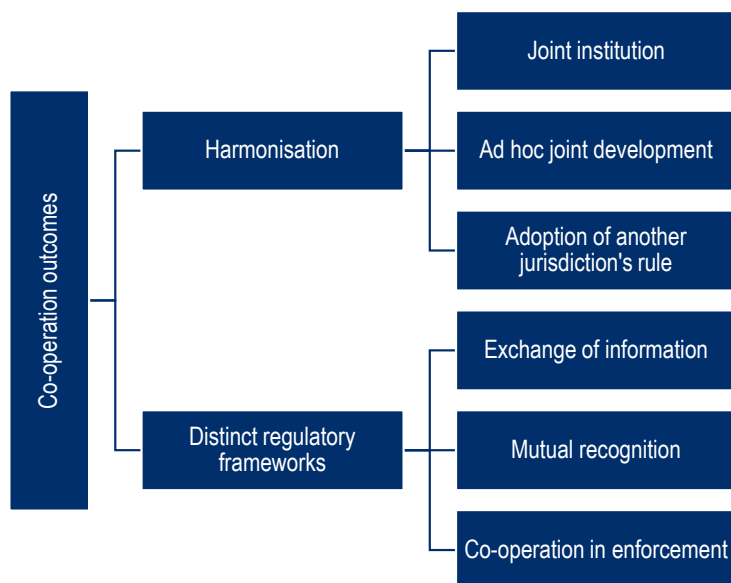 Co-operation outcomes
Harmonisation
Joint institution
Ad hoc joint development
Adoption of another
jurisdiction's rule
Distinct regulatory
frameworks
Exchange of information
Mutual recognition
Co-operation in enforcement